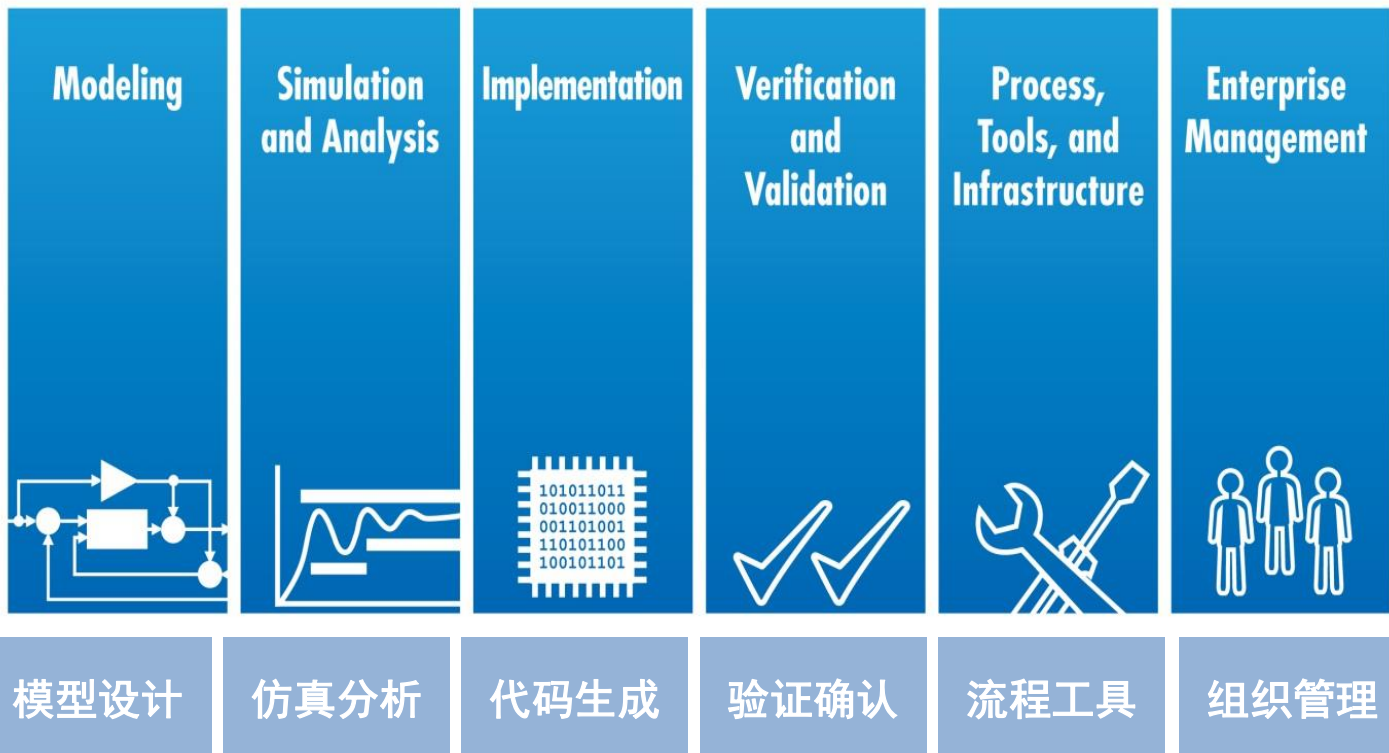 Modeling
Simulation
and Analysis
Implementation
Verification
and
Validation
Process,
Tools, and
Infrastructure
Enterprise
Management
101011011
010011000
001101001
110101100
100101101
模型设计
仿真分析
代码生成
验证确认
流程工具
组织管理